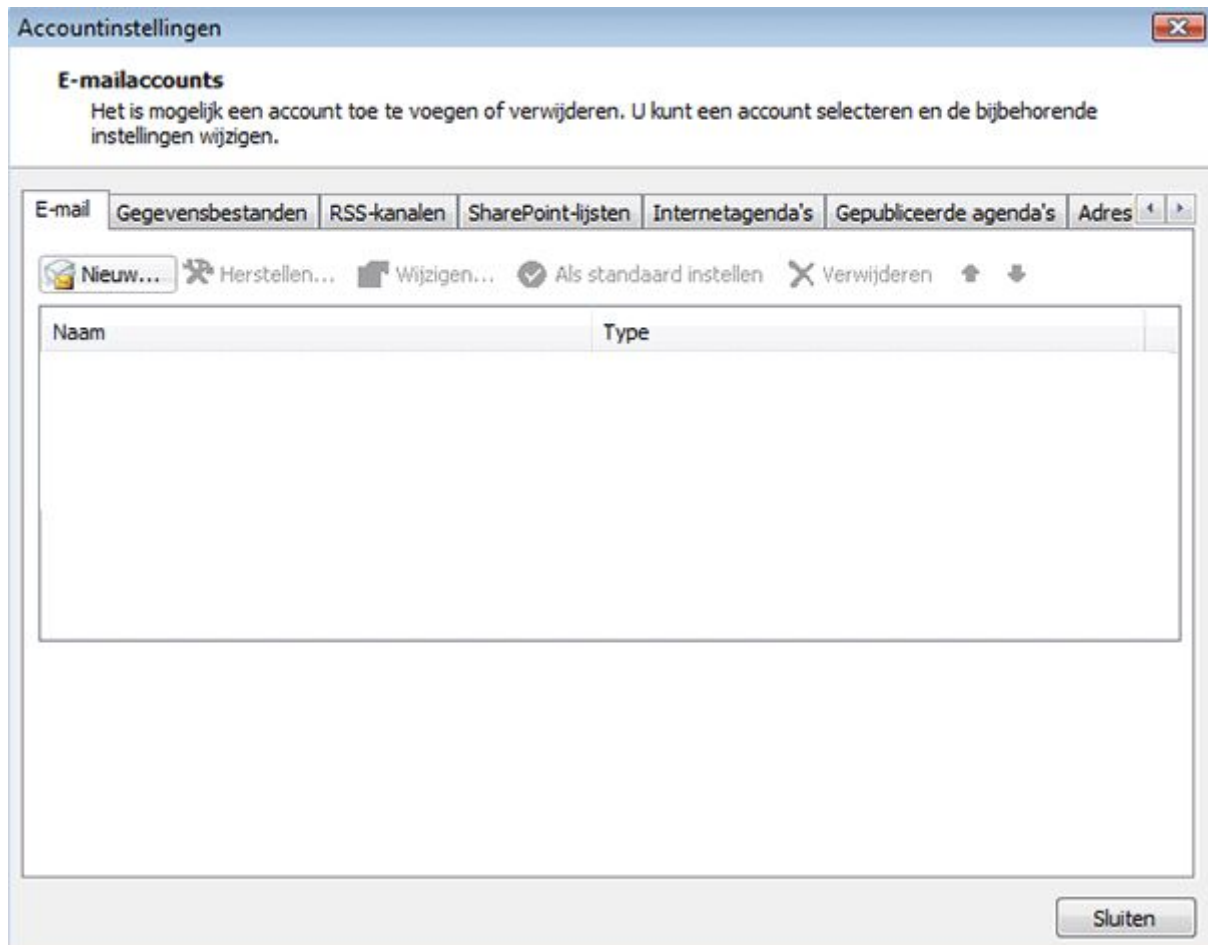 Accountinstellingen
E-mailaccounts
Het is mogelijk een account toe te voegen of verwijderen. U kunt een account selecteren en de bijbehorende
instellingen wijzigen.
E-mail Gegevensbestanden RSS-kanalen SharePoint-lijsten Internetagenda's Gepubliceerde agenda's Adres
Nieuw... Herstellen... Wijzigen... Als standaard instellen Verwijderen
Naam Type
Sluiten